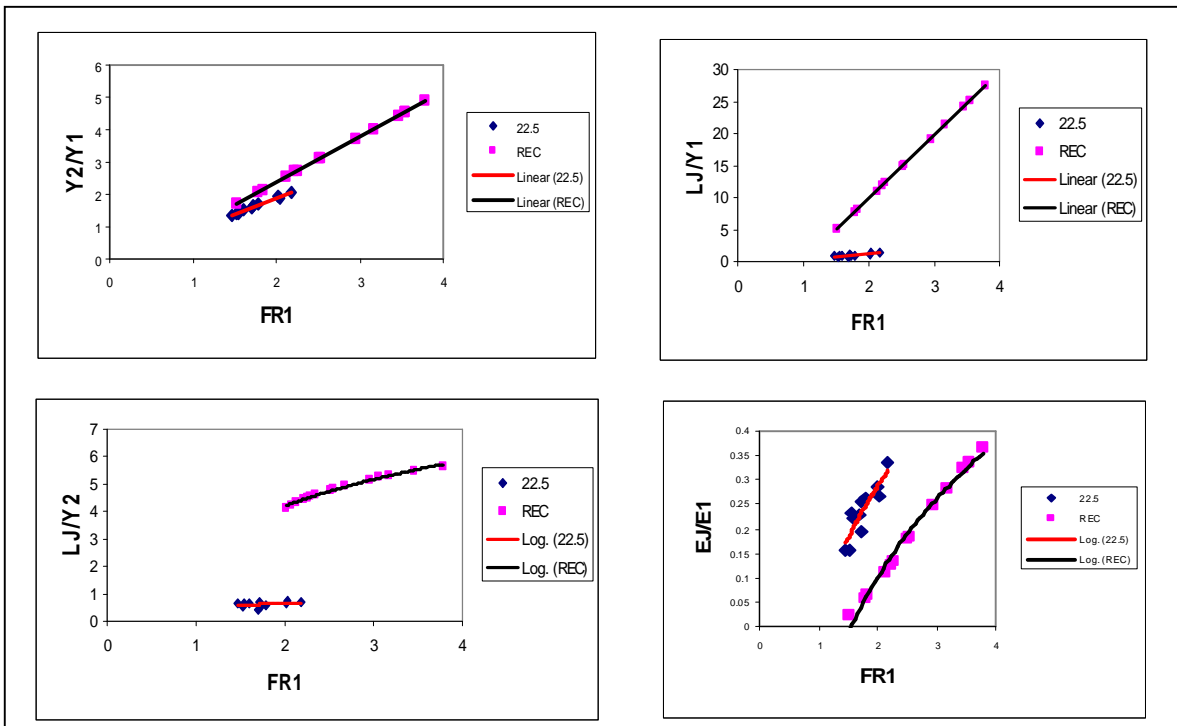 6
5
4
3
2
1
0
0 1 2 3 4
Y2/Y1
FR1
22.5
REC
Linear (22.5)
Linear (REC)
30
25
20
15
10
5
0
0 1 2 3 4
LJ/Y1
FR1
22.5
REC
Linear (22.5)
Linear (REC)
7
6
5
4
3
2
1
0
0 1 2 3 4
LJ/Y2
FR1
22.5
REC
Log. (22.5)
Log. (REC)
0.4
0.35
0.3
0.25
0.2
0.15
0.1
0.05
0
0 1 2 3 4
EJ/E1
FR1
22.5
REC
Log. (22.5)
Log. (REC)